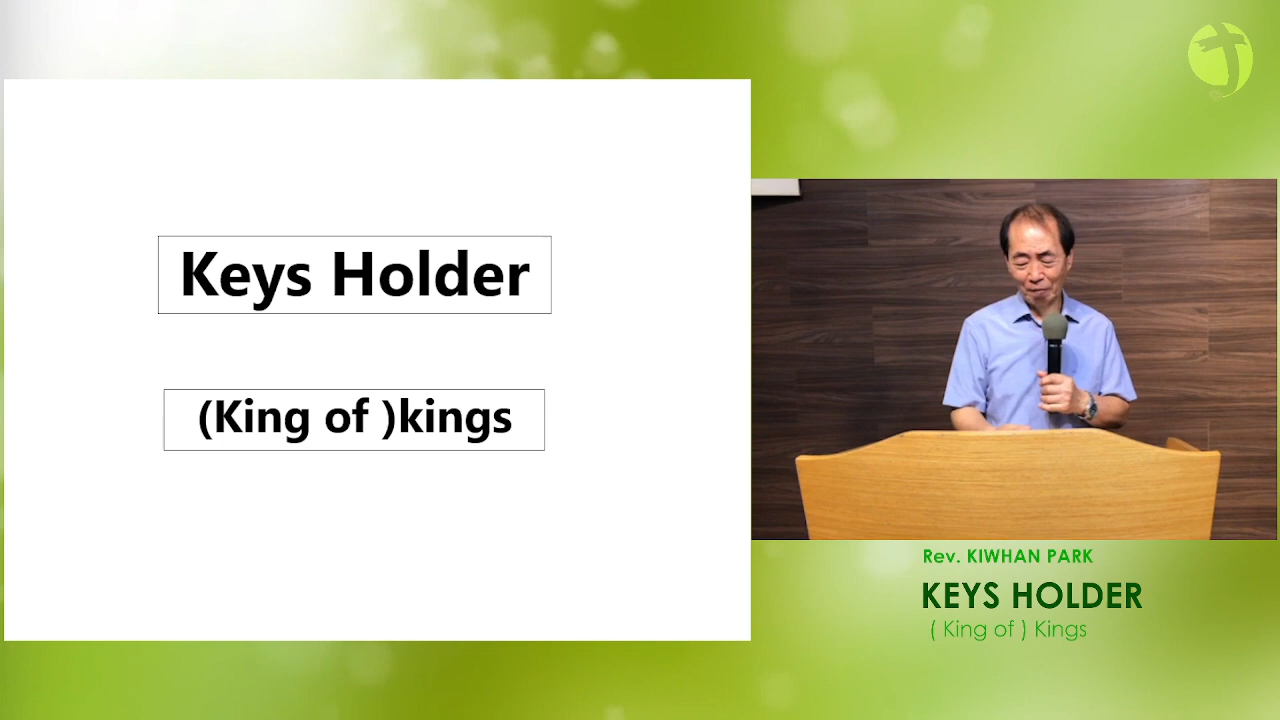 Keys Holder
(King of )kings
Rev. KIWHAN PARK
KEYS HOLDER
( King of ) Kings